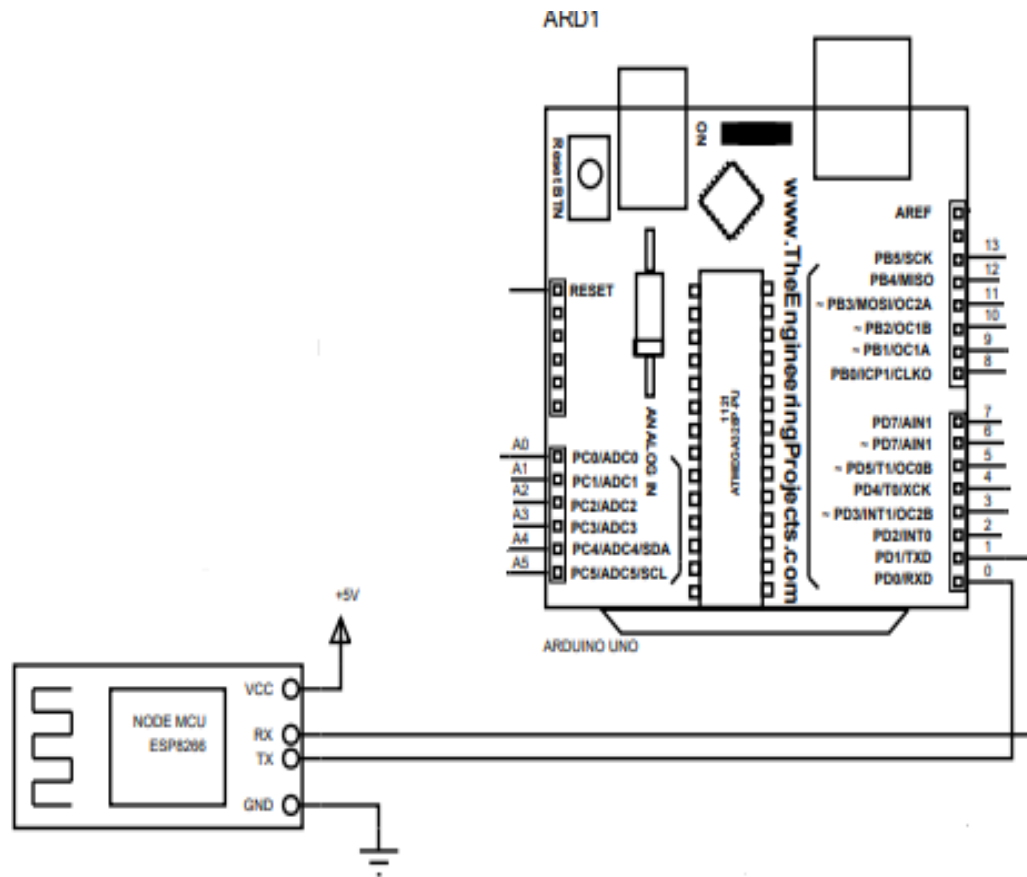 ARD1
ON
Reset BTN
www.TheEngineeringProjects.com
AREF
PB5/SCK
13
PB4/MISO
12
~ PB3/MOSI/OC2A
11
~ PB2/OC1B
10
~ PB1/OC1A
9
PB0/ICP1/CLKO
8
RESET
ANALOG IN
ATMEGA328P-PU
1121
A0
PC0/ADC0
A1
PC1/ADC1
A2
PC2/ADC2
A3
PC3/ADC3
A4
PC4/ADC4/SDA
A5
PC5/ADC5/SCL
PD7/AIN1
7
~ PD7/AIN1
6
~ PD5/T1/OC0B
5
PD4/T0/XCK
4
~ PD3/INT1/OC2B
3
PD2/INT0
2
PD1/TXD
1
PD0/RXD
0
ARDUINO UNO
+5V
NODE MCU
ESP8266
VCC
RX
TX
GND